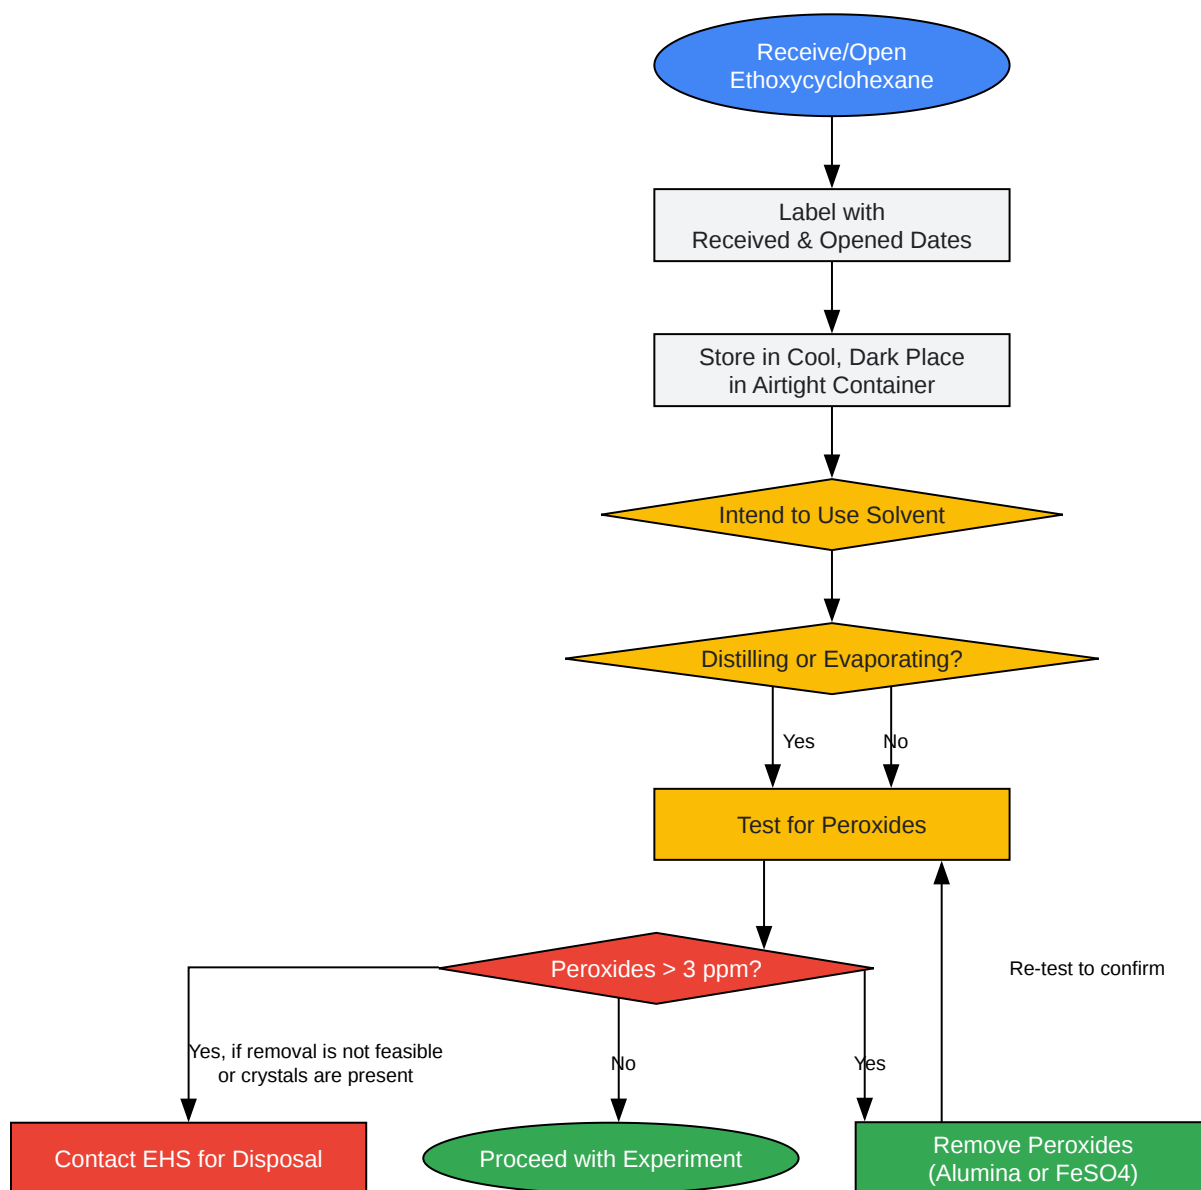 Receive/Open
Ethoxycyclohexane
Label with
Received & Opened Dates
Store in Cool, Dark Place
in Airtight Container
Intend to Use Solvent
Distilling or Evaporating?
Yes
No
Test for Peroxides
Peroxides > 3 ppm?
Re-test to confirm
Yes, if removal is not feasible
or crystals are present
No
Yes
Contact EHS for Disposal
Proceed with Experiment
Remove Peroxides
(Alumina or FeSO4)